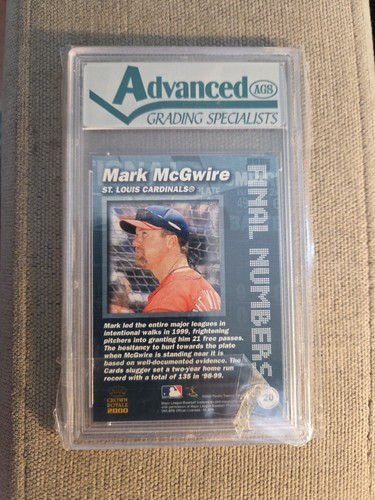 Advanced AGS
GRADING SPECIALISTS
Mark McGwire
ST. LOUIS CARDINALS®
FINAL NUMBERS
Mark led the entire major leagues in
intentional walks in 1999, frightening
pitchers into granting him 21 free passes.
The hesitancy to hurl towards the plate
when McGwire is standing near it is
based on well-documented evidence. The
Cards slugger set a two-year home run
record with a total of 135 in '98-99.
20
CROWN
ROYALE
2000